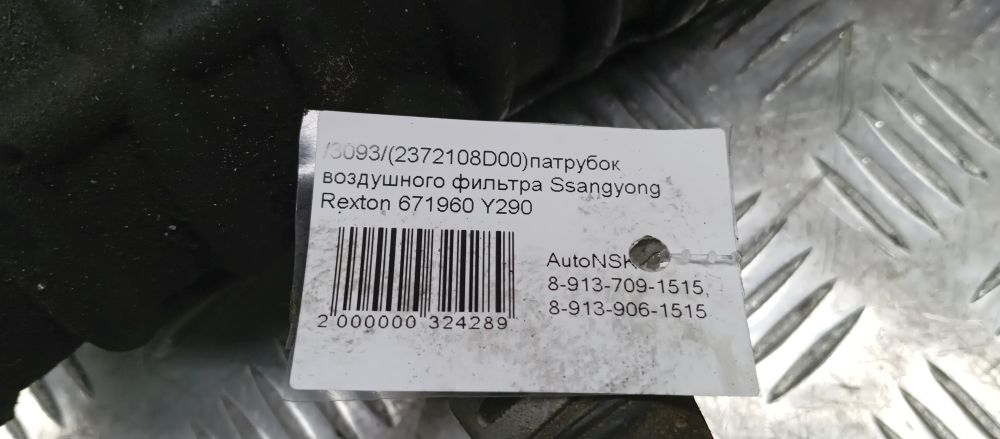 /3093/(2372108D00)патрубок
воздушного фильтра Ssangyong
Rexton 671960 Y290
AutoNSK
8-913-709-1515,
8-913-906-1515
2 000000 324289